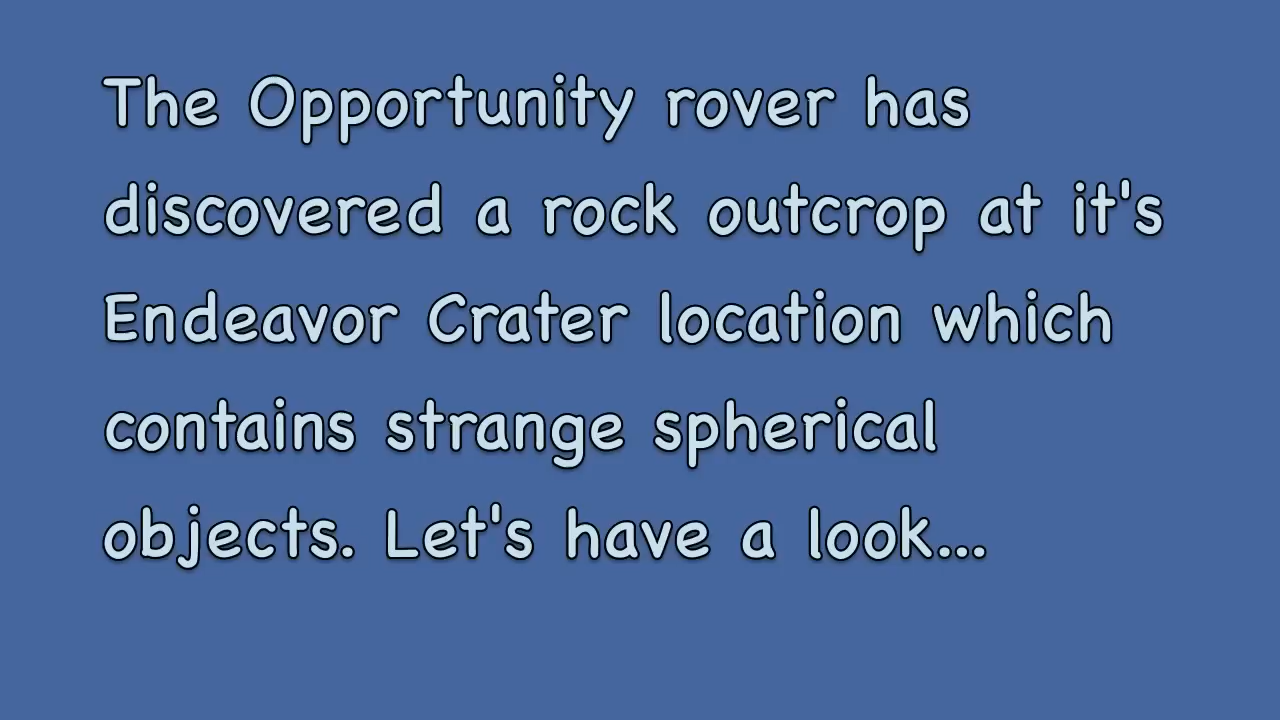 The Opportunity rover has
discovered a rock outcrop at it's
Endeavor Crater location which
contains strange spherical
objects. Let's have a look...